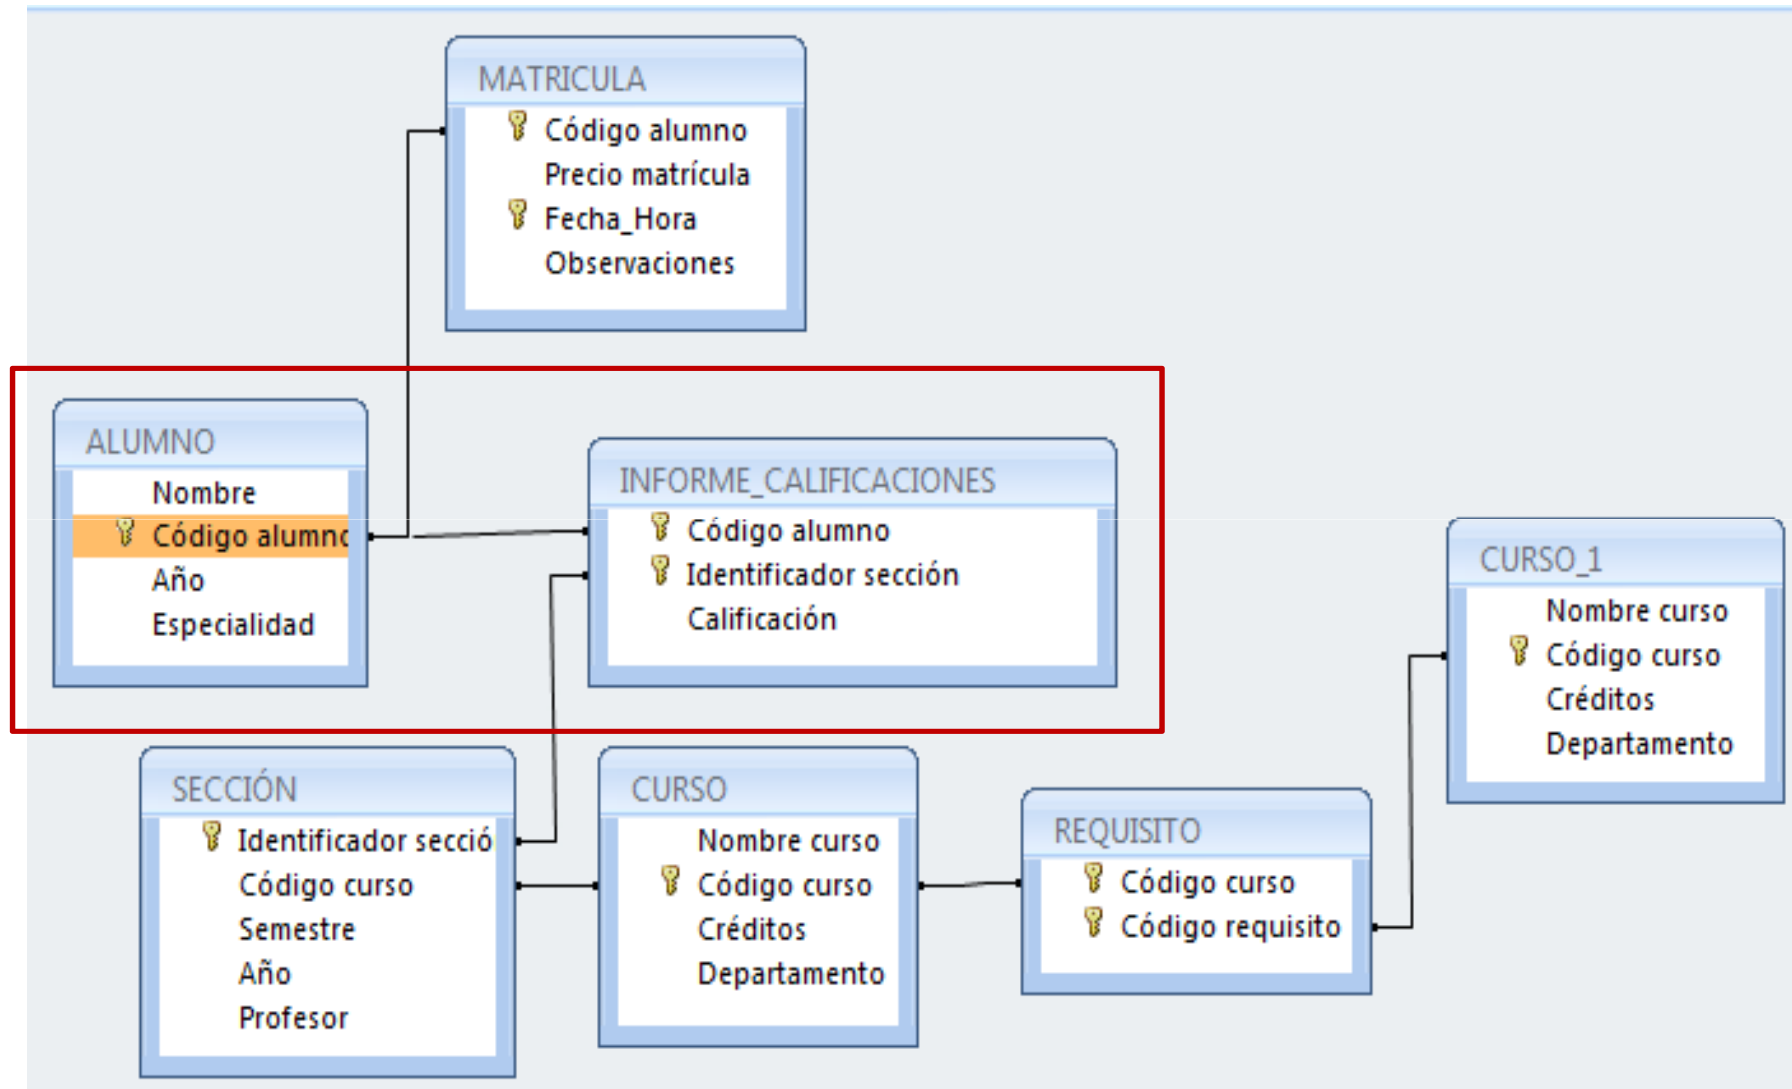 MATRICULA
Código alumno
Precio matrícula
Fecha_Hora
Observaciones
ALUMNO
Nombre
Código alumno
Año
Especialidad
INFORME_CALIFICACIONES
Código alumno
Identificador sección
Calificación
CURSO_1
Nombre curso
Código curso
Créditos
Departamento
SECCIÓN
Identificador secció
Código curso
Semestre
Año
Profesor
CURSO
Nombre curso
Código curso
Créditos
Departamento
REQUISITO
Código curso
Código requisito